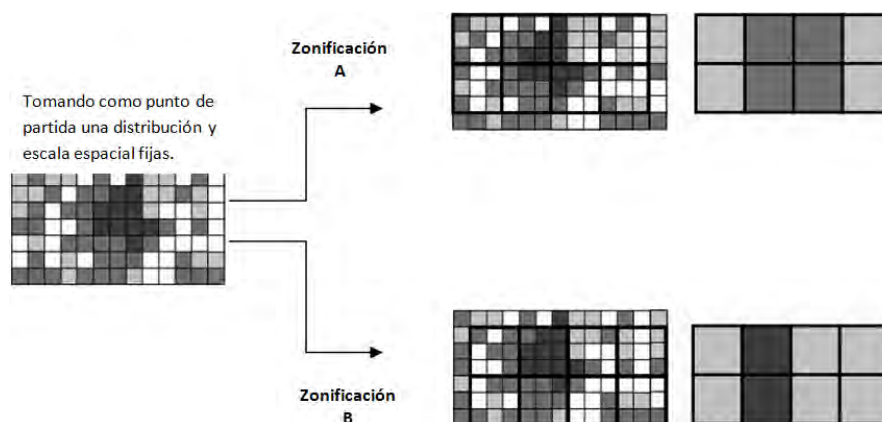 Zonificación
A
Tomando como punto de
partida una distribución y
escala espacial fijas.
Zonificación
B